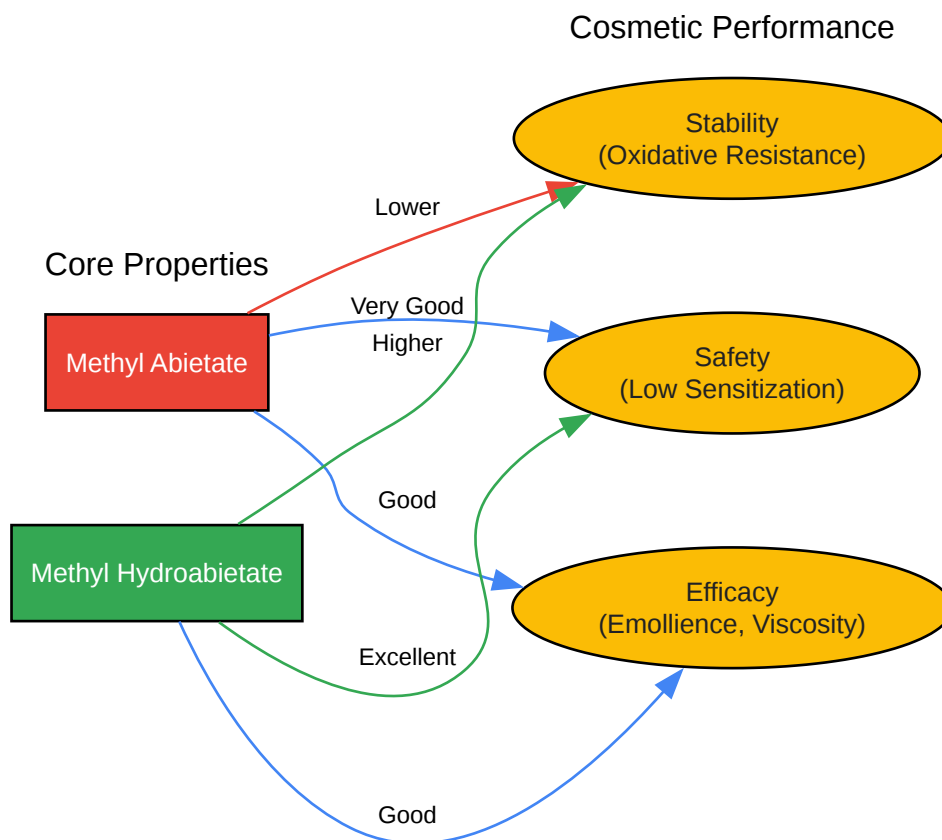 Cosmetic Performance
Stability
(Oxidative Resistance)
Lower
Core Properties
Very Good
Methyl Abietate
Higher
Safety
(Low Sensitization)
Good
Methyl Hydroabietate
Efficacy
(Emollience, Viscosity)
Excellent
Good